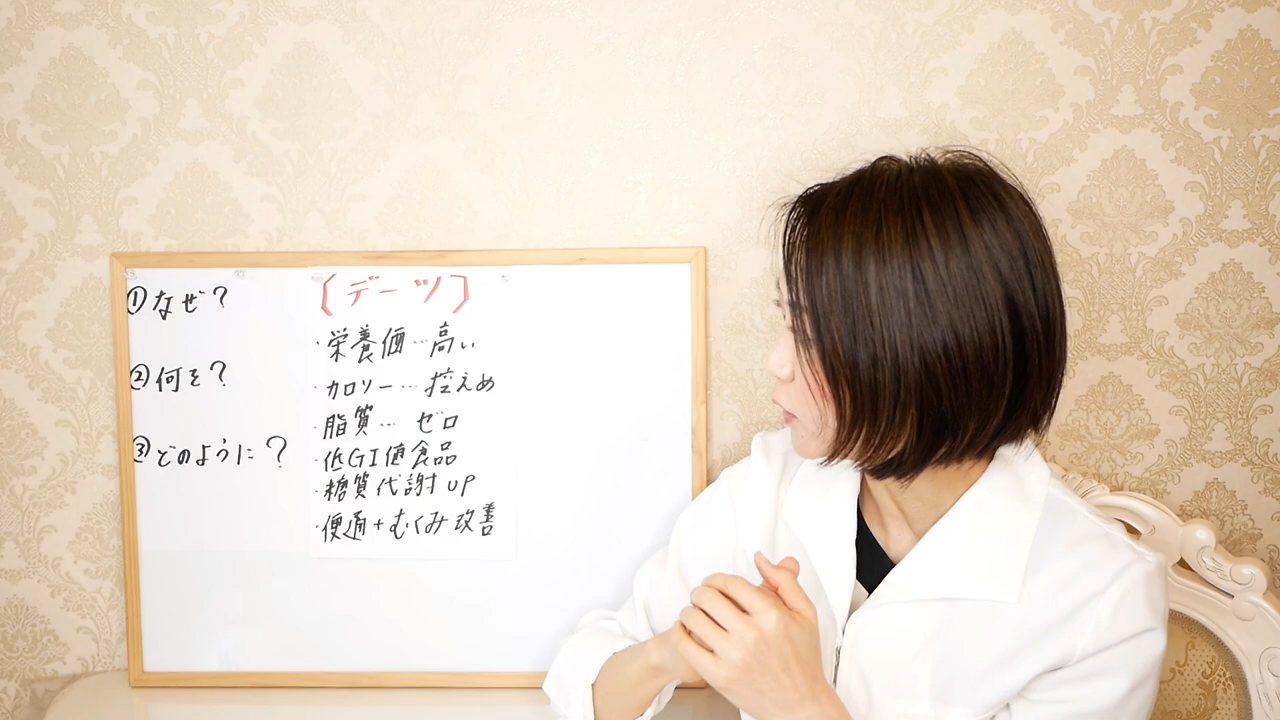 ①なぜ？
②何を？
③どのように？
〔デーツ〕
・栄養価…高い
・カロリー…控えめ
・脂質…ゼロ
・低GI値食品
・糖質代謝UP
・便通+むくみ改善